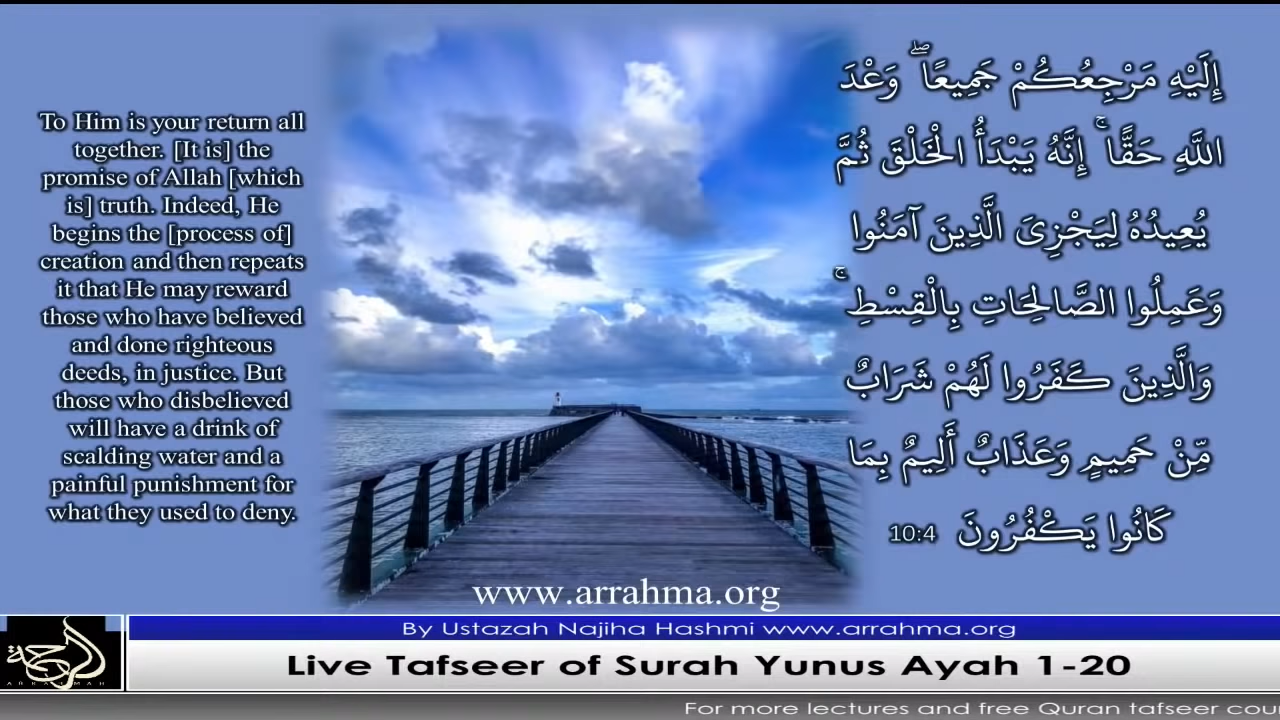 To Him is your return all
together. [It is] the
promise of Allah [which
is] truth. Indeed, He
begins the [process of]
creation and then repeats
it that He may reward
those who have believed
and done righteous
deeds, in justice. But
those who disbelieved
will have a drink of
scalding water and a
painful punishment for
what they used to deny.
إِلَيْهِ مَرْجِعُكُمْ جَمِيعًا ۖ وَعْدَ
اللَّهِ حَقًّا ۚ إِنَّهُ يَبْدَأُ الْخَلْقَ ثُمَّ
يُعِيدُهُ لِيَجْزِيَ الَّذِينَ آمَنُوا
وَعَمِلُوا الصَّالِحَاتِ بِالْقِسْطِ ۚ
وَالَّذِينَ كَفَرُوا لَهُمْ شَرَابٌ
مِّنْ حَمِيمٍ وَعَذَابٌ أَلِيمٌ بِمَا
كَانُوا يَكْفُرُونَ 10:4
www.arrahma.org
الرحمة
ARRAHMAH
By Ustazah Najiha Hashmi www.arrahma.org
Live Tafseer of Surah Yunus Ayah 1-20
For more lectures and free Quran tafseer cou